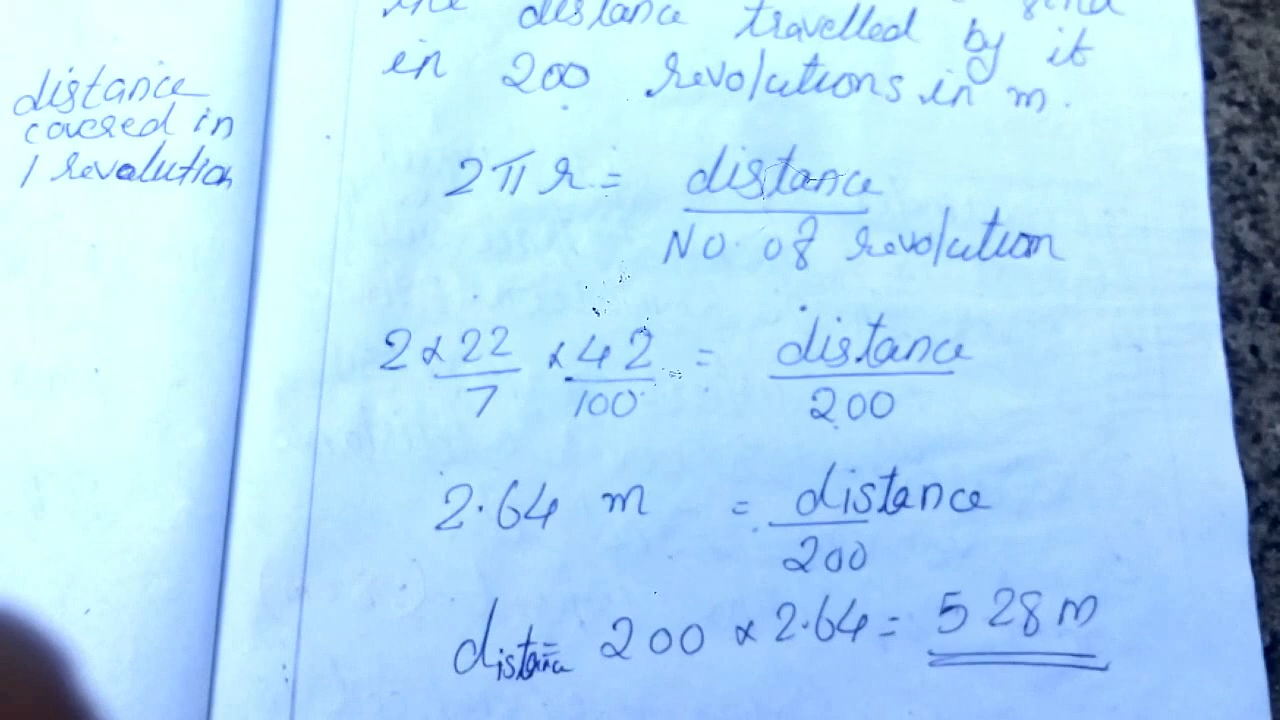 distance
covered in
1 revolution
the distance travelled by it
in 200 revolutions in m.
2πr = distance / No. of revolution
2 × 22/7 × 42/100 = distance / 200
2.64 m = distance / 200
distance = 200 × 2.64 = 528 m